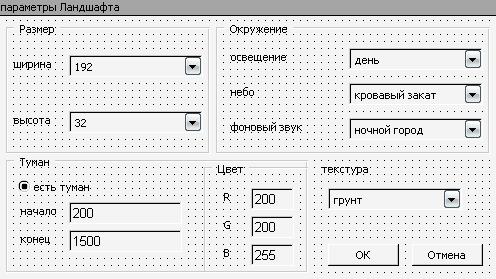 параметры Ландшафта
Размер
ширина 192
высота 32
Окружение
освещение день
небо кровавый закат
фоновый звук ночной город
Туман
есть туман
начало 200
конец 1500
Цвет
R 200
G 200
B 255
текстура
грунт
OK Отмена